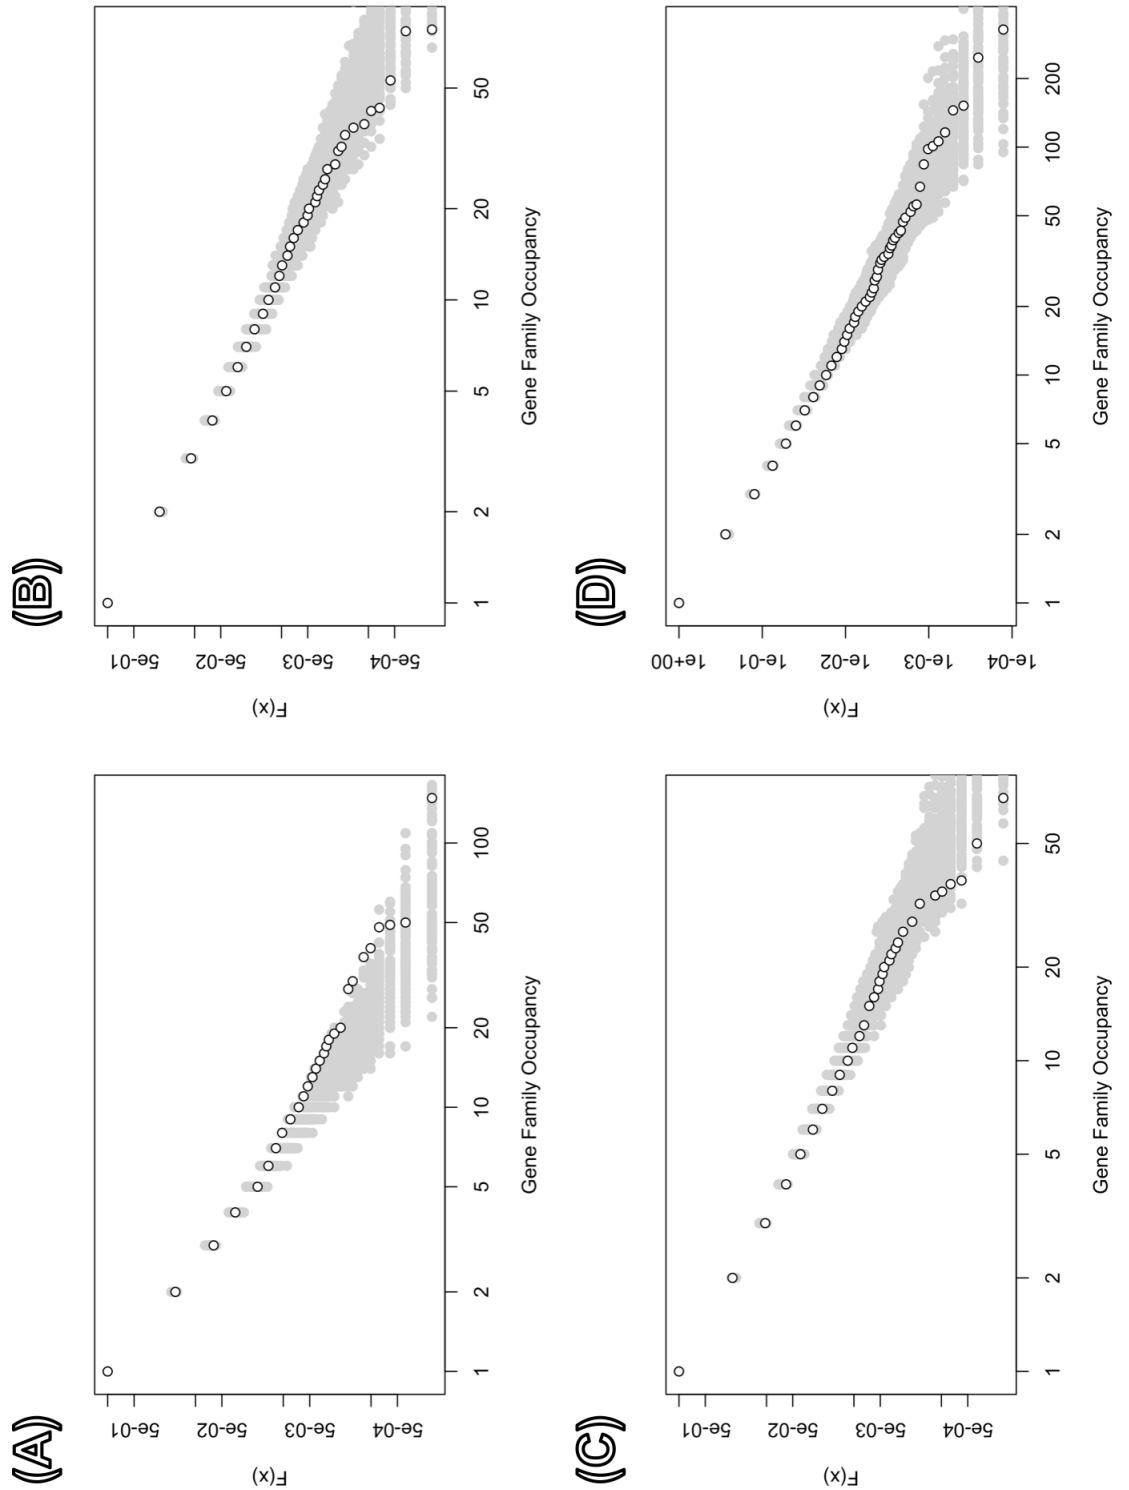 (A)
F(x)
5e-01
5e-02
5e-03
5e-04
1 2 5 10 20 50 100
Gene Family Occupancy
(B)
F(x)
5e-01
5e-02
5e-03
5e-04
1 2 5 10 20 50
Gene Family Occupancy
(C)
F(x)
5e-01
5e-02
5e-03
5e-04
1 2 5 10 20 50
Gene Family Occupancy
(D)
F(x)
1e+00
1e-01
1e-02
1e-03
1e-04
1 2 5 10 20 50 100 200
Gene Family Occupancy